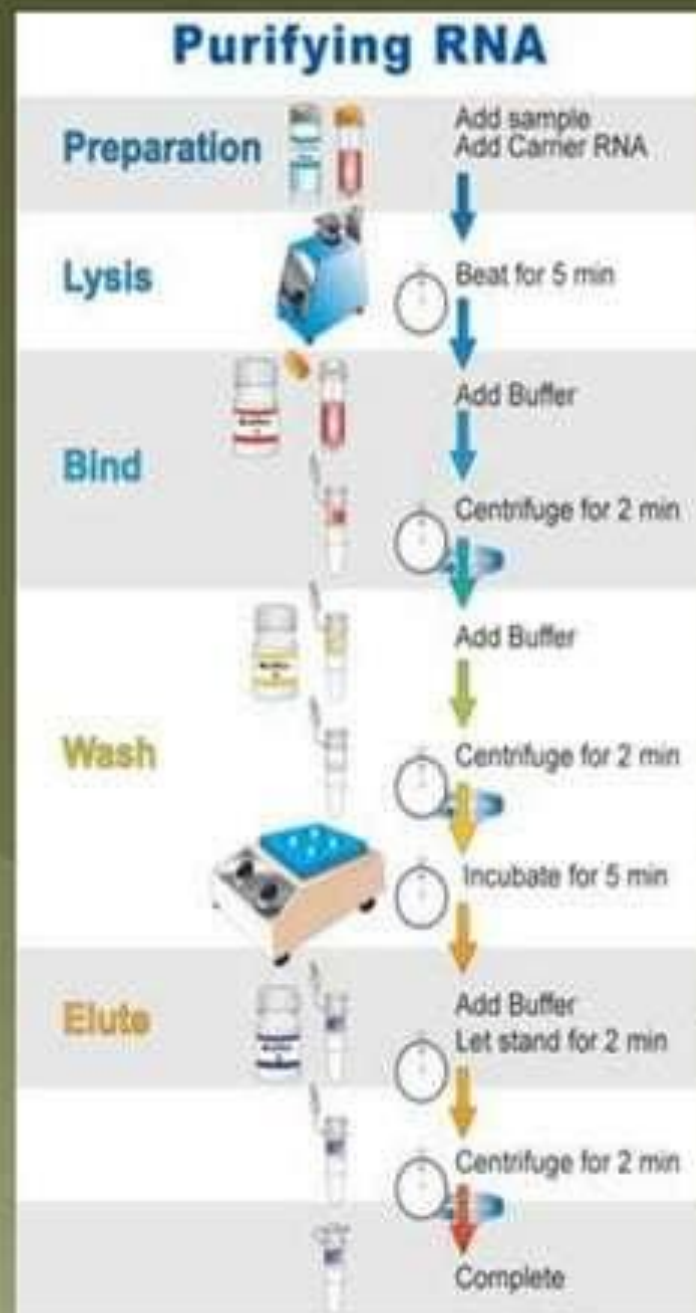 Purifying RNA
Preparation
Add sample
Add Carrier RNA
Lysis
Beat for 5 min
Bind
Add Buffer
Centrifuge for 2 min
Wash
Add Buffer
Centrifuge for 2 min
Incubate for 5 min
Elute
Add Buffer
Let stand for 2 min
Centrifuge for 2 min
Complete